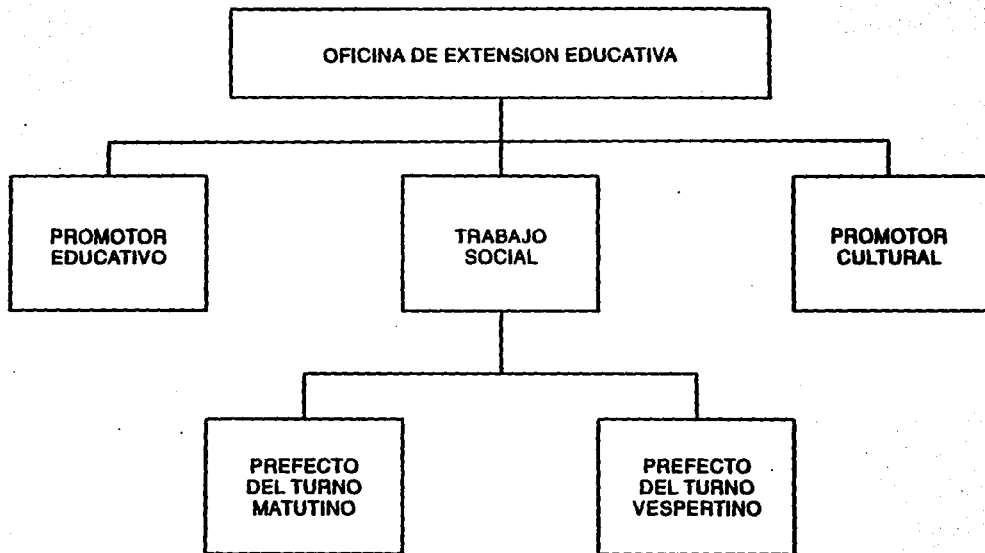 OFICINA DE EXTENSION EDUCATIVA
PROMOTOR
EDUCATIVO
TRABAJO
SOCIAL
PROMOTOR
CULTURAL
PREFECTO
DEL TURNO
MATUTINO
PREFECTO
DEL TURNO
VESPERTINO